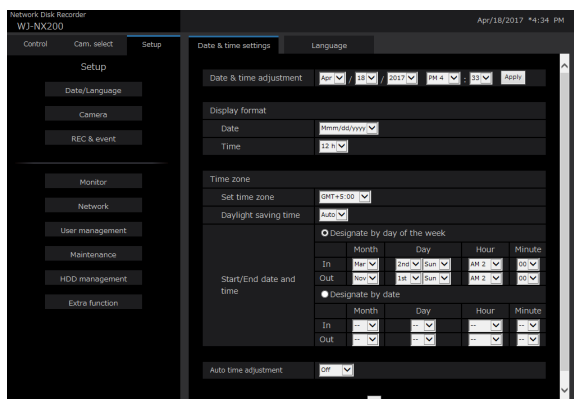 Network Disk Recorder
WJ-NX200
Apr/18/2017 *4:34 PM
Control Cam. select Setup
Setup
Date/Language
Camera
REC & event
Monitor
Network
User management
Maintenance
HDD management
Extra function
Date & time settings Language
Date & time adjustment Apr / 18 / 2017 PM 4 : 33 Apply
Display format
Date Mmm/dd/yyyy
Time 12 h
Time zone
Set time zone GMT+5:00
Daylight saving time Auto
Start/End date and time
Designate by day of the week
Month Day Hour Minute
In Mar 2nd Sun AM 2 00
Out Nov 1st Sun AM 2 00
Designate by date
Month Day Hour Minute
In -- -- -- --
Out -- -- -- --
Auto time adjustment Off